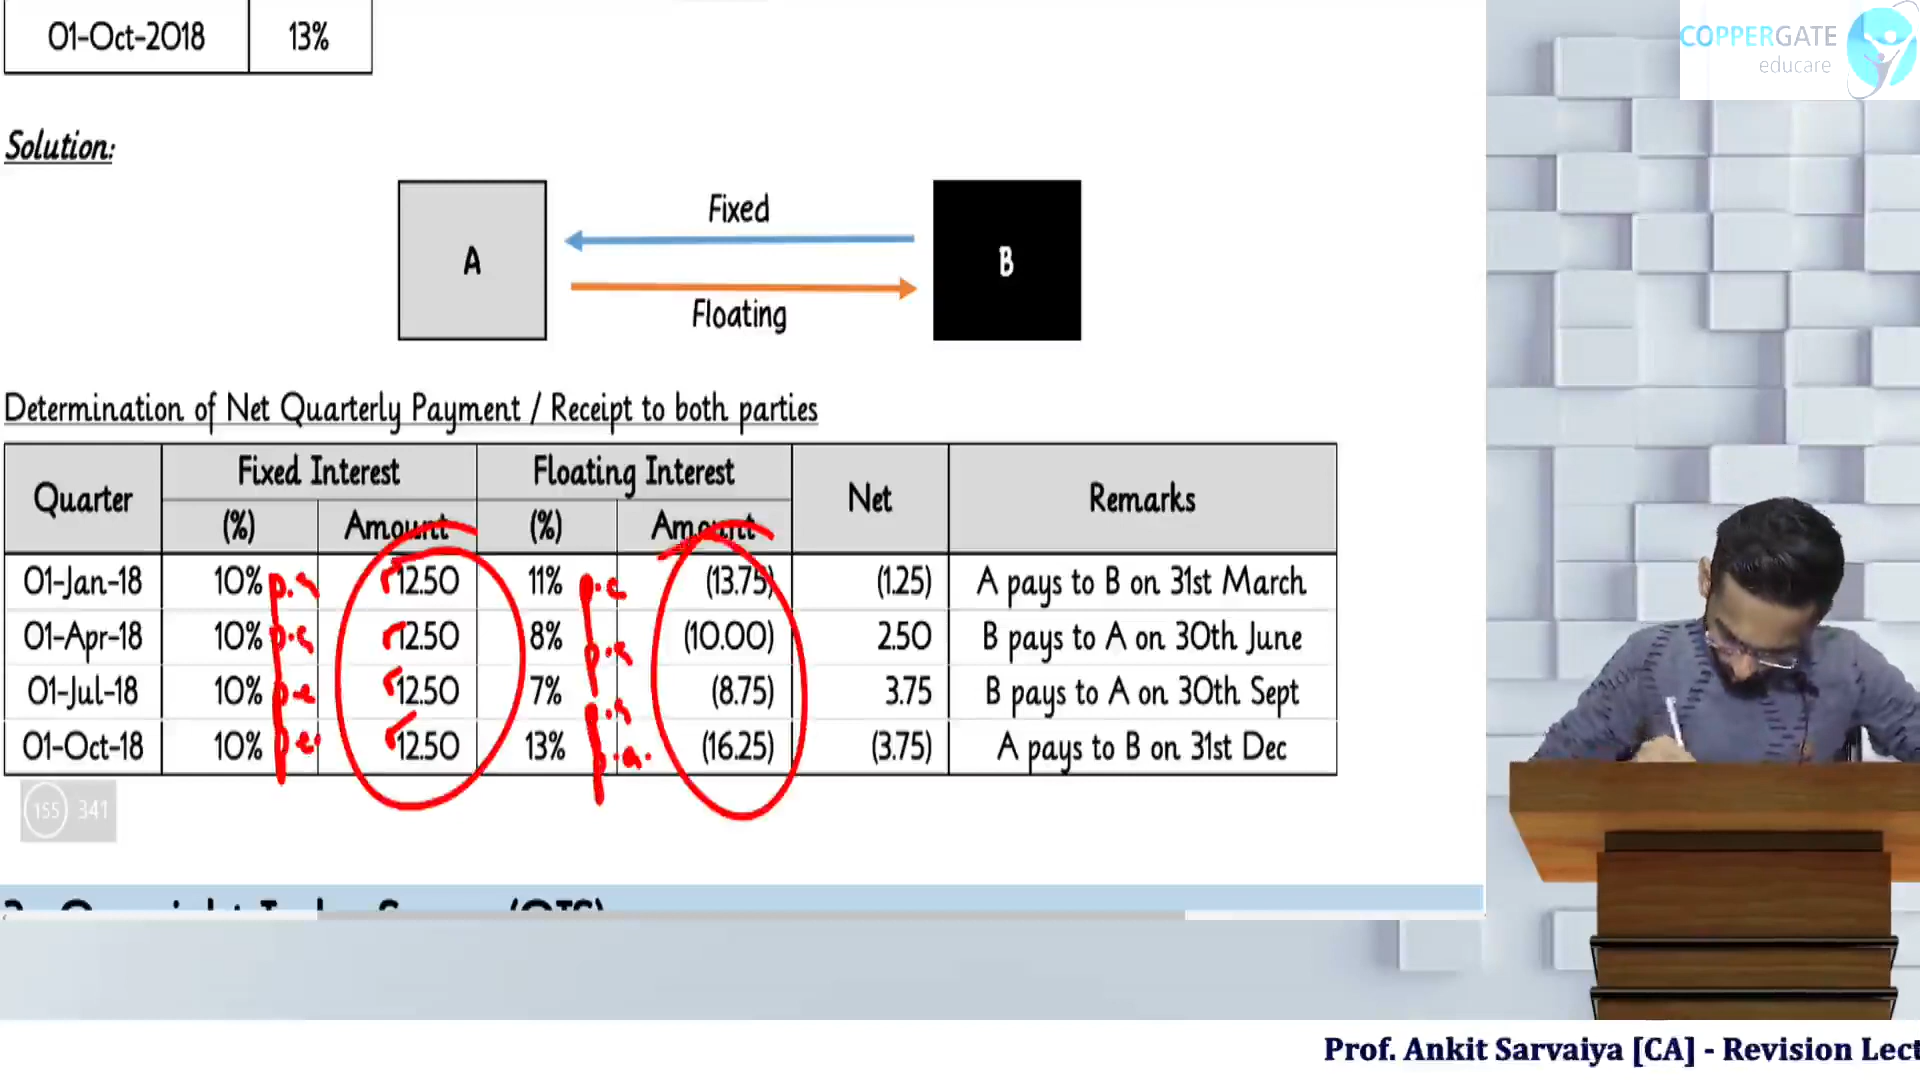 COPPERGATE
educare
01-Oct-2018 13%
Solution:
Fixed
A B
Floating
Determination of Net Quarterly Payment / Receipt to both parties
Quarter Fixed Interest Floating Interest Net Remarks
(%) Amount (%) Amount
01-Jan-18 10% p.a 12.50 11% p.a (13.75) (1.25) A pays to B on 31st March
01-Apr-18 10% p.a 12.50 8% p.a (10.00) 2.50 B pays to A on 30th June
01-Jul-18 10% p.a 12.50 7% p.a (8.75) 3.75 B pays to A on 30th Sept
01-Oct-18 10% p.a. 12.50 13% p.a. (16.25) (3.75) A pays to B on 31st Dec
155 341
Prof. Ankit Sarvaiya [CA] - Revision Lect